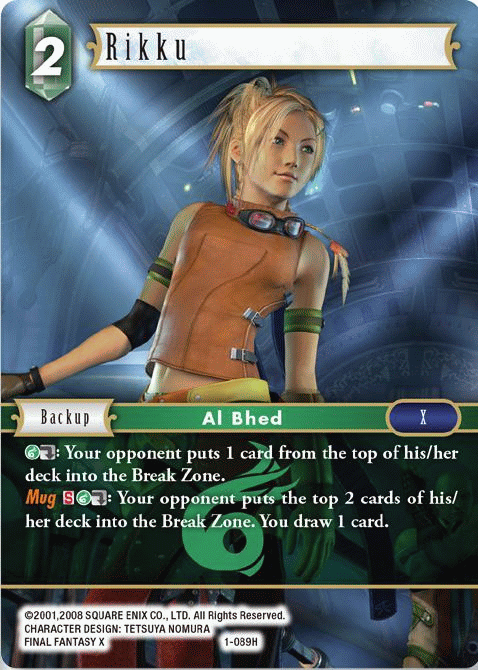 2
Rikku
Backup
Al Bhed
X
: Your opponent puts 1 card from the top of his/her
deck into the Break Zone.
Mug S : Your opponent puts the top 2 cards of his/
her deck into the Break Zone. You draw 1 card.
©2001,2008 SQUARE ENIX CO., LTD. All Rights Reserved.
CHARACTER DESIGN: TETSUYA NOMURA
FINAL FANTASY X
1-089H